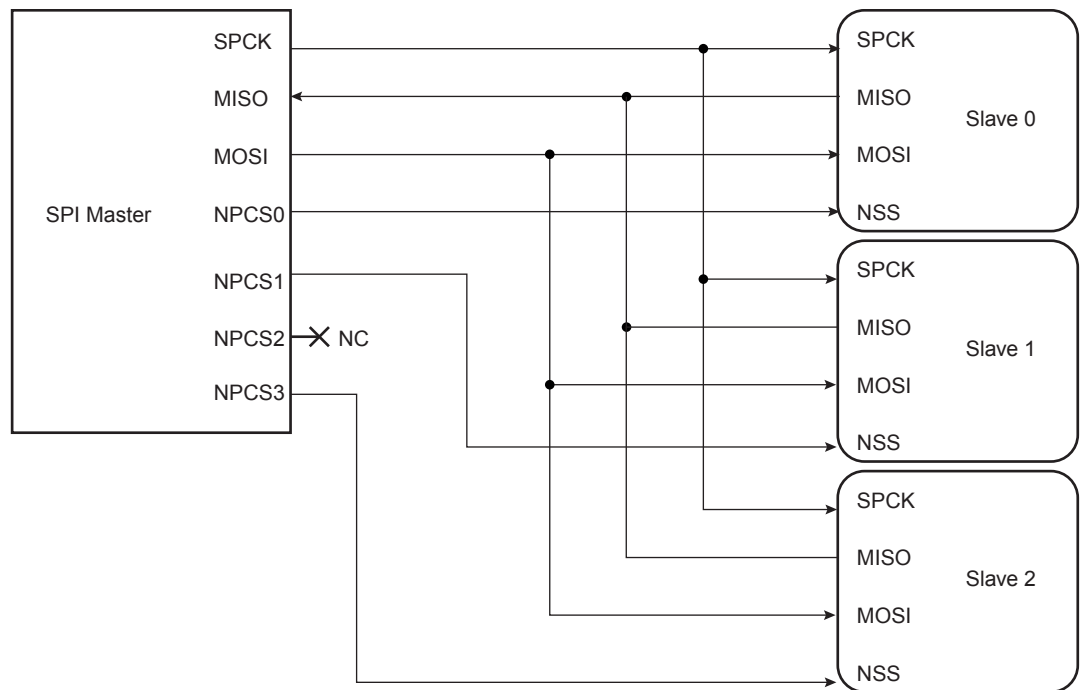 SPI Master
SPCK
MISO
MOSI
NPCS0
NPCS1
NPCS2
NC
NPCS3
SPCK
MISO
Slave 0
MOSI
NSS
SPCK
MISO
Slave 1
MOSI
NSS
SPCK
MISO
Slave 2
MOSI
NSS